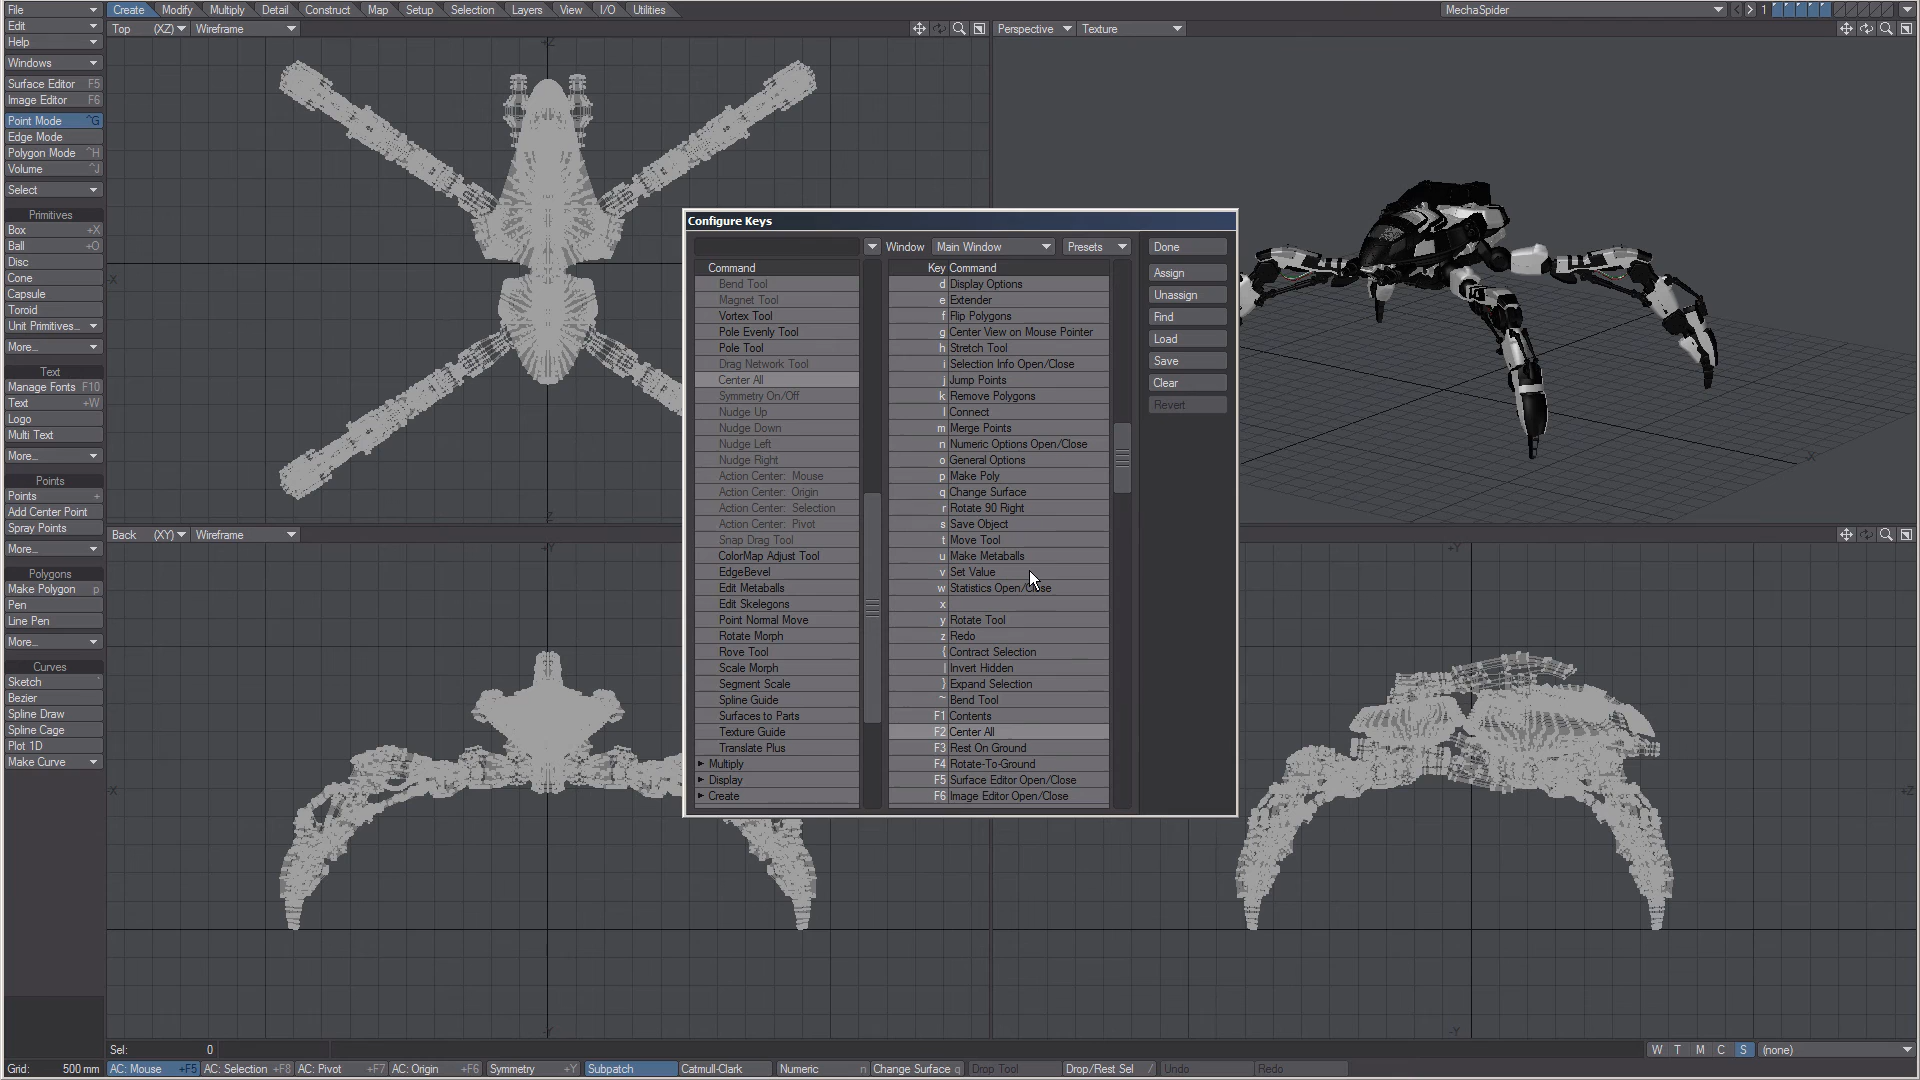 File
Create Modify Multiply Detail Construct Map Setup Selection Layers View I/O Utilities
MechaSpider
1
Edit
Help
Windows
Surface Editor F5
Image Editor F6
Point Mode ^G
Edge Mode
Polygon Mode ^H
Volume ^J
Select
Primitives
Box +X
Ball +O
Disc
Cone
Capsule
Toroid
Unit Primitives...
More...
Text
Manage Fonts F10
Text +W
Logo
Multi Text
More...
Points
Points +
Add Center Point
Spray Points
More...
Polygons
Make Polygon p
Pen
Line Pen
More...
Curves
Sketch `
Bezier
Spline Draw
Spline Cage
Plot 1D
Make Curve
Top (XZ) Wireframe
Perspective Texture
Back (XY) Wireframe
Configure Keys
Window Main Window Presets
Command
Bend Tool
Magnet Tool
Vortex Tool
Pole Evenly Tool
Pole Tool
Drag Network Tool
Center All
Symmetry On/Off
Nudge Up
Nudge Down
Nudge Left
Nudge Right
Action Center: Mouse
Action Center: Origin
Action Center: Selection
Action Center: Pivot
Snap Drag Tool
ColorMap Adjust Tool
EdgeBevel
Edit Metaballs
Edit Skelegons
Point Normal Move
Rotate Morph
Rove Tool
Scale Morph
Segment Scale
Spline Guide
Surfaces to Parts
Texture Guide
Translate Plus
Multiply
Display
Create
Key Command
d Display Options
e Extender
f Flip Polygons
g Center View on Mouse Pointer
h Stretch Tool
i Selection Info Open/Close
j Jump Points
k Remove Polygons
l Connect
m Merge Points
n Numeric Options Open/Close
o General Options
p Make Poly
q Change Surface
r Rotate 90 Right
s Save Object
t Move Tool
u Make Metaballs
v Set Value
w Statistics Open/Close
x
y Rotate Tool
z Redo
{ Contract Selection
| Invert Hidden
} Expand Selection
~ Bend Tool
F1 Contents
F2 Center All
F3 Rest On Ground
F4 Rotate-To-Ground
F5 Surface Editor Open/Close
F6 Image Editor Open/Close
Done
Assign
Unassign
Find
Load
Save
Clear
Revert
Sel: 0
W T M C S (none)
Grid: 500 mm
AC: Mouse +F5 AC: Selection +F8 AC: Pivot +F7 AC: Origin +F6 Symmetry +Y Subpatch Catmull-Clark Numeric n Change Surface q Drop Tool Drop/Rest Sel / Undo Redo